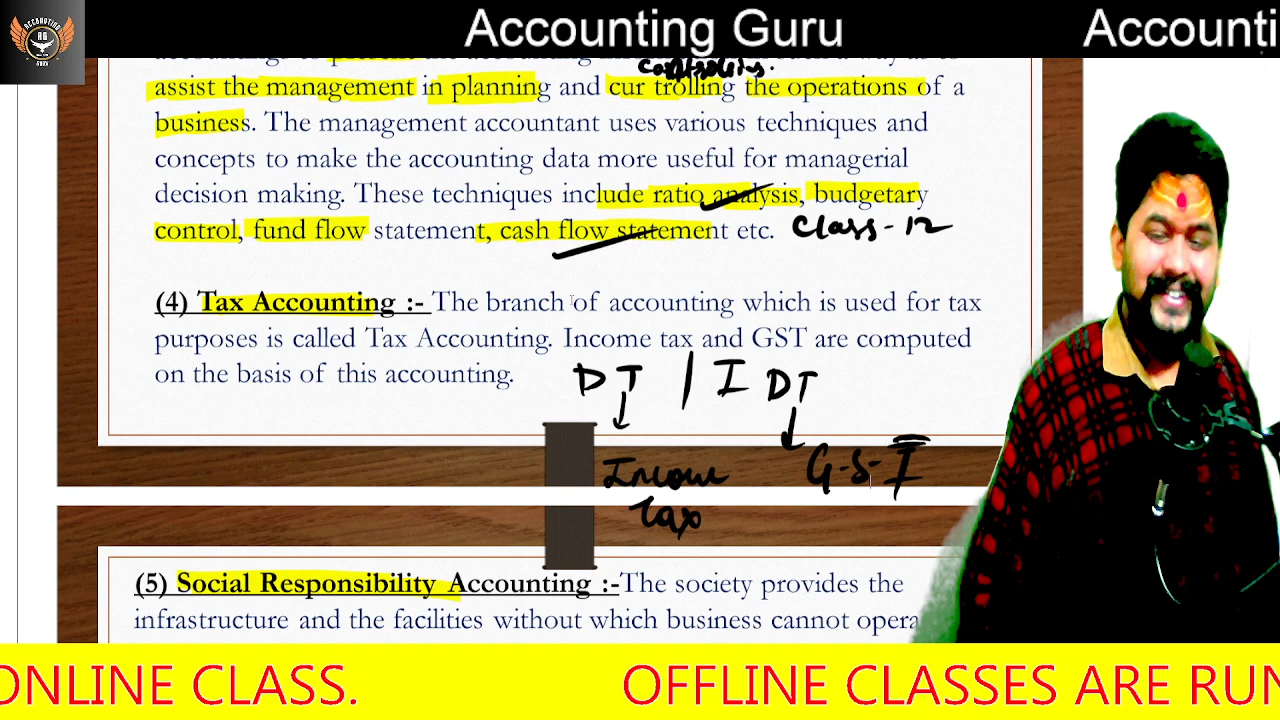 Accounting Guru
Accounti
ACCOUNTING
AG
GURU
controlling.
assist the management in planning and cur trolling the operations of a
business. The management accountant uses various techniques and
concepts to make the accounting data more useful for managerial
decision making. These techniques include ratio analysis, budgetary
control, fund flow statement, cash flow statement etc. Class-12
(4) Tax Accounting :- The branch of accounting which is used for tax
purposes is called Tax Accounting. Income tax and GST are computed
on the basis of this accounting.
DT / IDT
Income
Tax
G-S-T
(5) Social Responsibility Accounting :-The society provides the
infrastructure and the facilities without which business cannot opera
ONLINE CLASS.
OFFLINE CLASSES ARE RUN